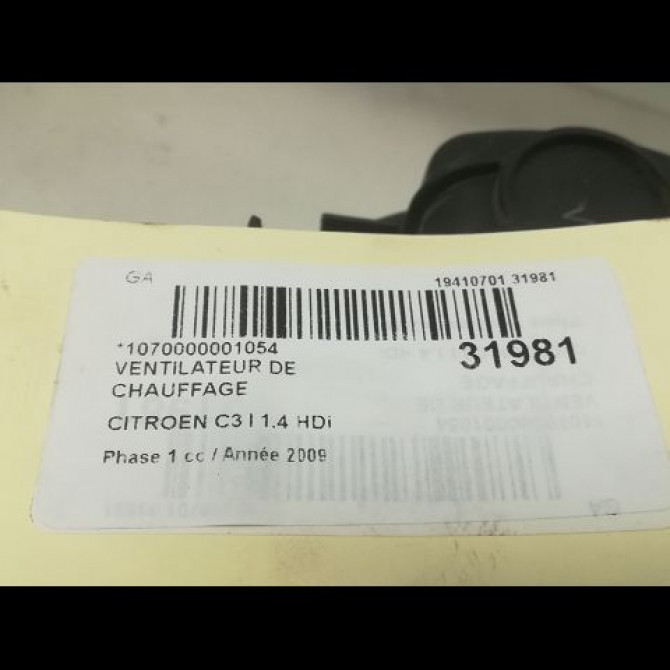 GA 19410701 31981
*1070000001054 31981
VENTILATEUR DE
CHAUFFAGE
CITROEN C3 I 1.4 HDi
Phase 1 cc / Année 2009